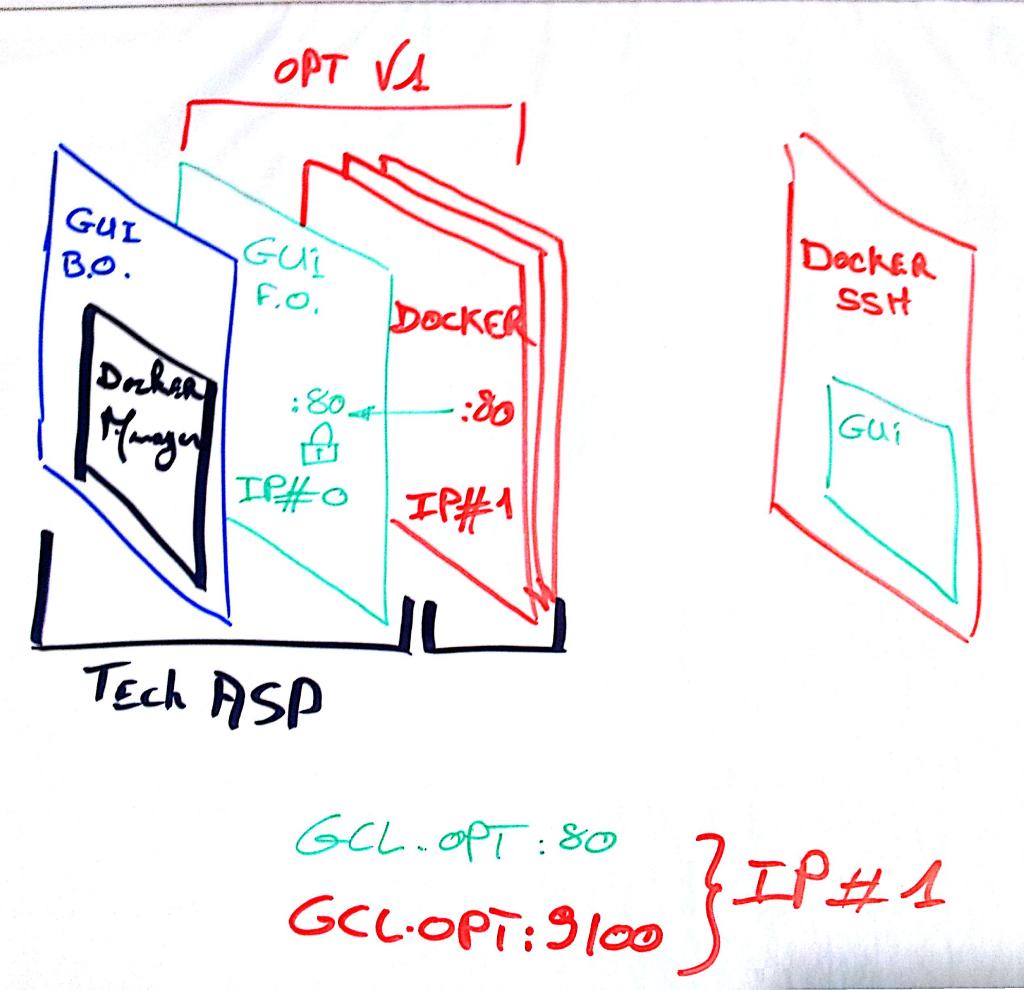 OPT V1
GUI
B.O.
Docker
Manager
GUi
F.O.
:80
IP#0
DOCKER
:80
IP#1
DOCKER
SSH
GUi
Tech ASP
GCL.OPT:80
GCL.OPT:9100
IP#1